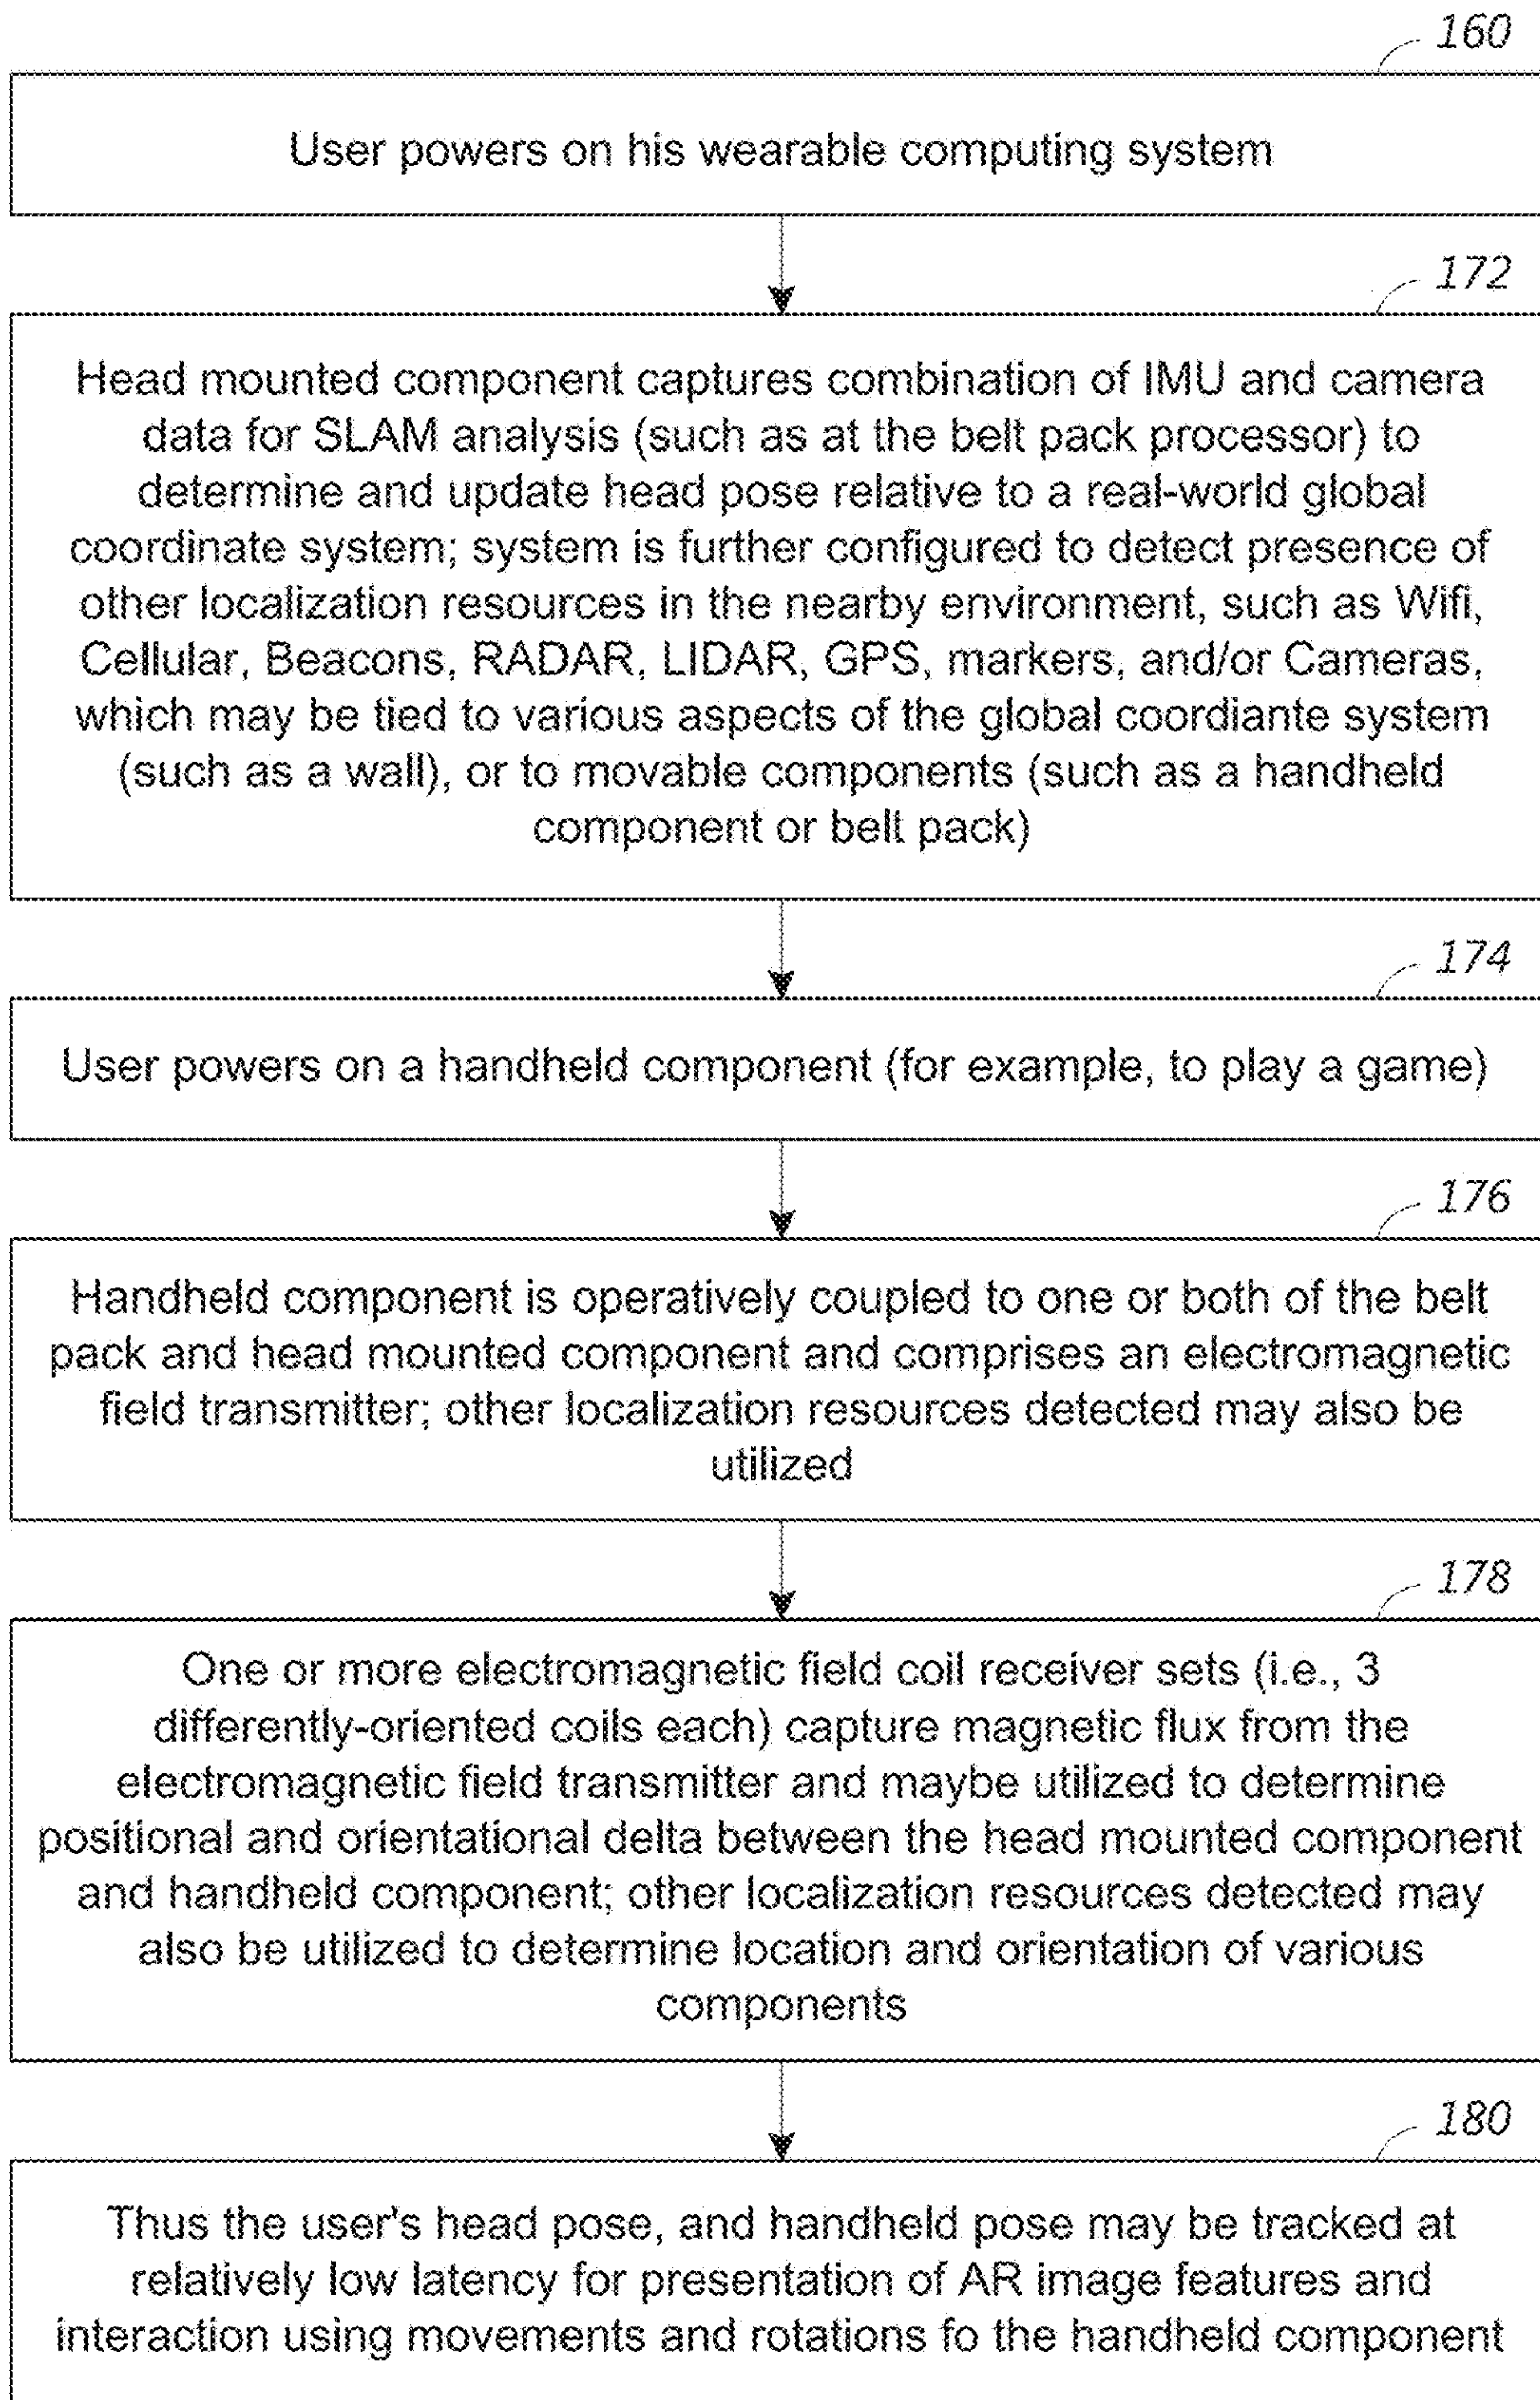 160
User powers on his wearable computing system
172
Head mounted component captures combination of IMU and camera
data for SLAM analysis (such as at the belt pack processor) to
determine and update head pose relative to a real-world global
coordinate system; system is further configured to detect presence of
other localization resources in the nearby environment, such as Wifi,
Cellular, Beacons, RADAR, LIDAR, GPS, markers, and/or Cameras,
which may be tied to various aspects of the global coordiante system
(such as a wall), or to movable components (such as a handheld
component or belt pack)
174
User powers on a handheld component (for example, to play a game)
176
Handheld component is operatively coupled to one or both of the belt
pack and head mounted component and comprises an electromagnetic
field transmitter; other localization resources detected may also be
utilized
178
One or more electromagnetic field coil receiver sets (i.e., 3
differently-oriented coils each) capture magnetic flux from the
electromagnetic field transmitter and maybe utilized to determine
positional and orientational delta between the head mounted component
and handheld component; other localization resources detected may
also be utilized to determine location and orientation of various
components
180
Thus the user's head pose, and handheld pose may be tracked at
relatively low latency for presentation of AR image features and
interaction using movements and rotations fo the handheld component